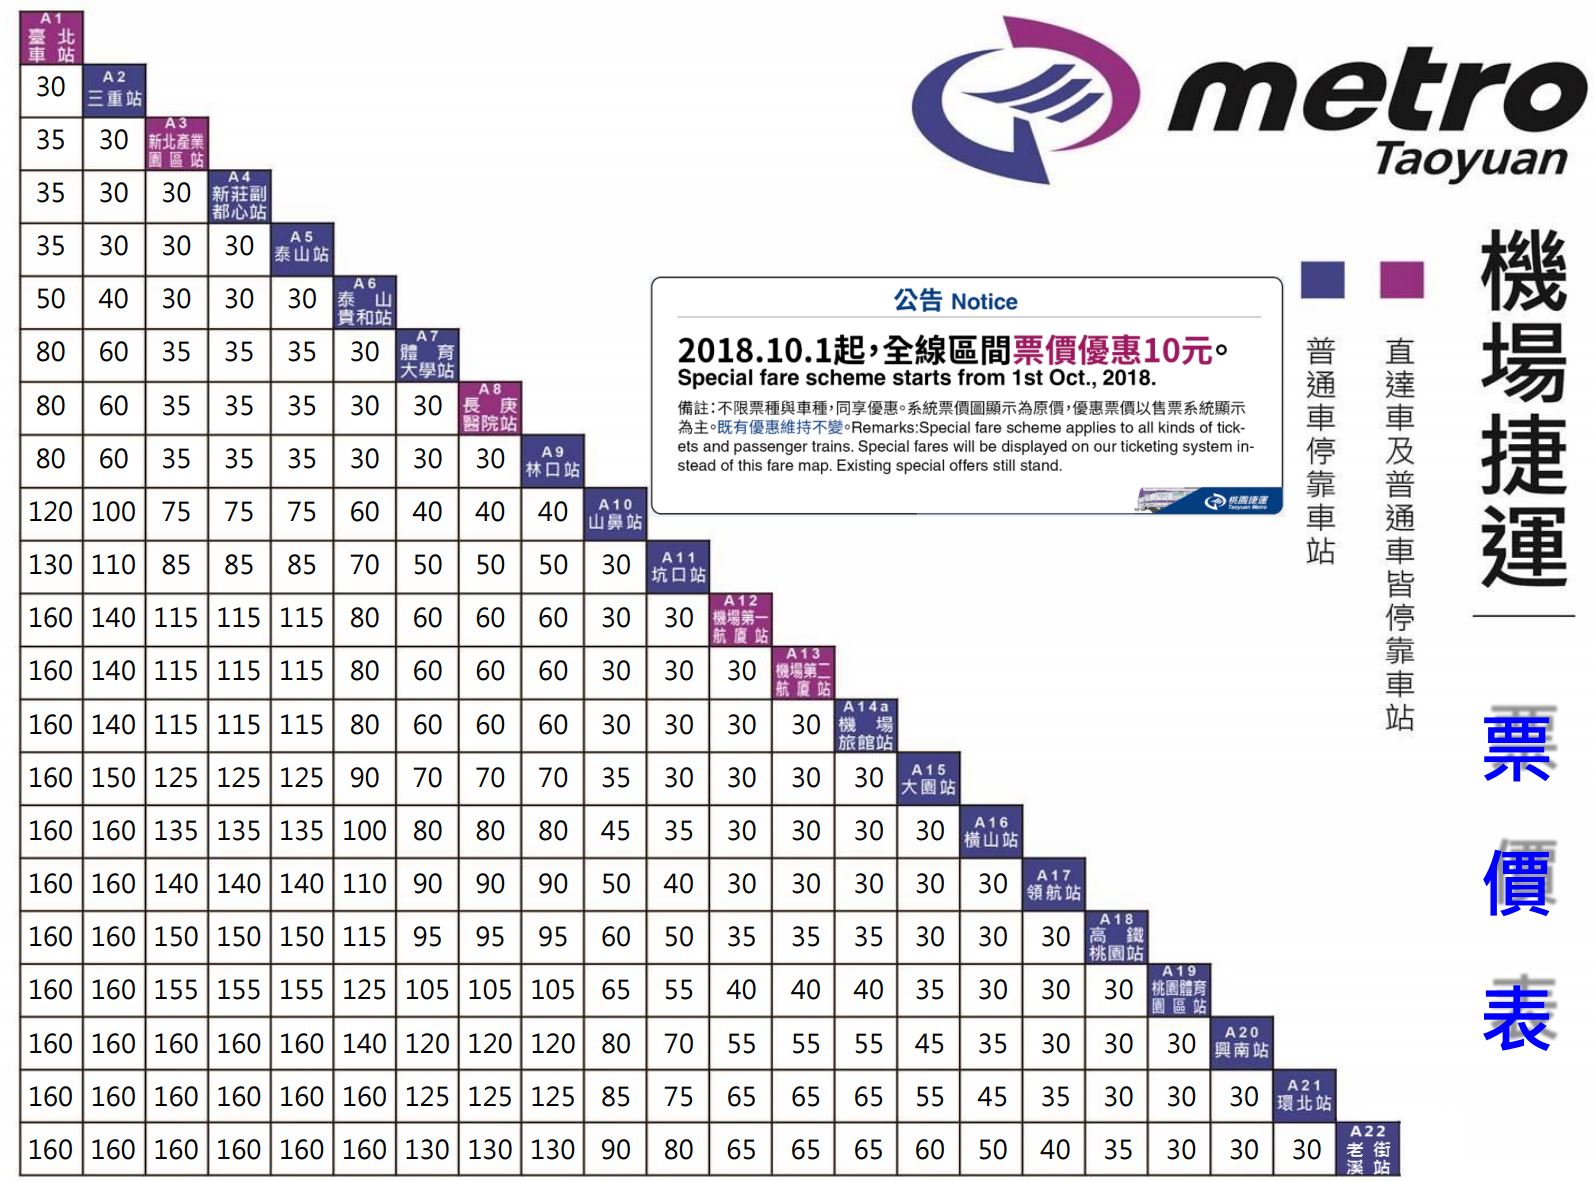 A1
臺北
車站
30
A2
三重站
35 30
A3
新北產業
園區站
35 30 30
A4
新莊副
都心站
35 30 30 30
A5
泰山站
50 40 30 30 30
A6
泰山
貴和站
80 60 35 35 35 30
A7
體育
大學站
80 60 35 35 35 30 30
A8
長庚
醫院站
80 60 35 35 35 30 30 30
A9
林口站
120 100 75 75 75 60 40 40 40
A10
山鼻站
130 110 85 85 85 70 50 50 50 30
A11
坑口站
160 140 115 115 115 80 60 60 60 30 30
A12
機場第一
航廈站
160 140 115 115 115 80 60 60 60 30 30 30
A13
機場第二
航廈站
160 140 115 115 115 80 60 60 60 30 30 30 30
A14a
機場
旅館站
160 150 125 125 125 90 70 70 70 35 30 30 30 30
A15
大園站
160 160 135 135 135 100 80 80 80 45 35 30 30 30 30
A16
橫山站
160 160 140 140 140 110 90 90 90 50 40 30 30 30 30 30
A17
領航站
160 160 150 150 150 115 95 95 95 60 50 35 35 35 30 30 30
A18
高鐵
桃園站
160 160 155 155 155 125 105 105 105 65 55 40 40 40 35 30 30 30
A19
桃園體育
園區站
160 160 160 160 160 140 120 120 120 80 70 55 55 55 45 35 30 30 30
A20
興南站
160 160 160 160 160 160 125 125 125 85 75 65 65 65 55 45 35 30 30 30
A21
環北站
160 160 160 160 160 160 130 130 130 90 80 65 65 65 60 50 40 35 30 30 30
A22
老街
溪站
metro
Taoyuan
公告 Notice
2018.10.1起，全線區間票價優惠10元。
Special fare scheme starts from 1st Oct., 2018.
備註：不限票種與車種，同享優惠。系統票價圖顯示為原價，優惠票價以售票系統顯示
為主。既有優惠維持不變。Remarks:Special fare scheme applies to all kinds of tick-
ets and passenger trains. Special fares will be displayed on our ticketing system in-
stead of this fare map. Existing special offers still stand.
桃園捷運
Taoyuan Metro
機場捷運
票價表
直達車及普通車皆停靠車站
普通車停靠車站